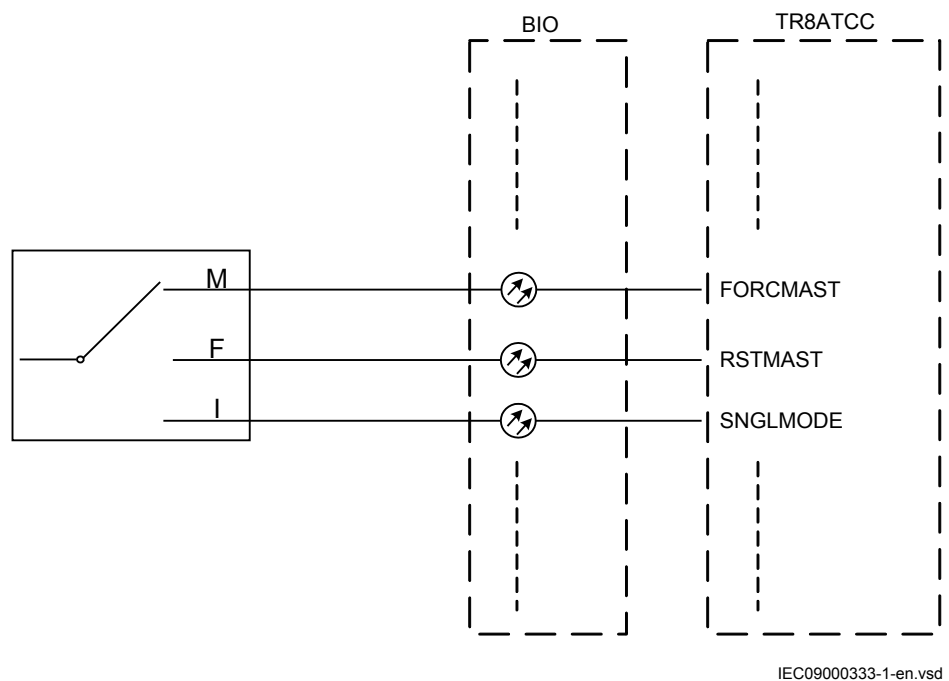 BIO
TR8ATCC
M
FORCMAST
F
RSTMAST
I
SNGLMODE
IEC09000333-1-en.vsd